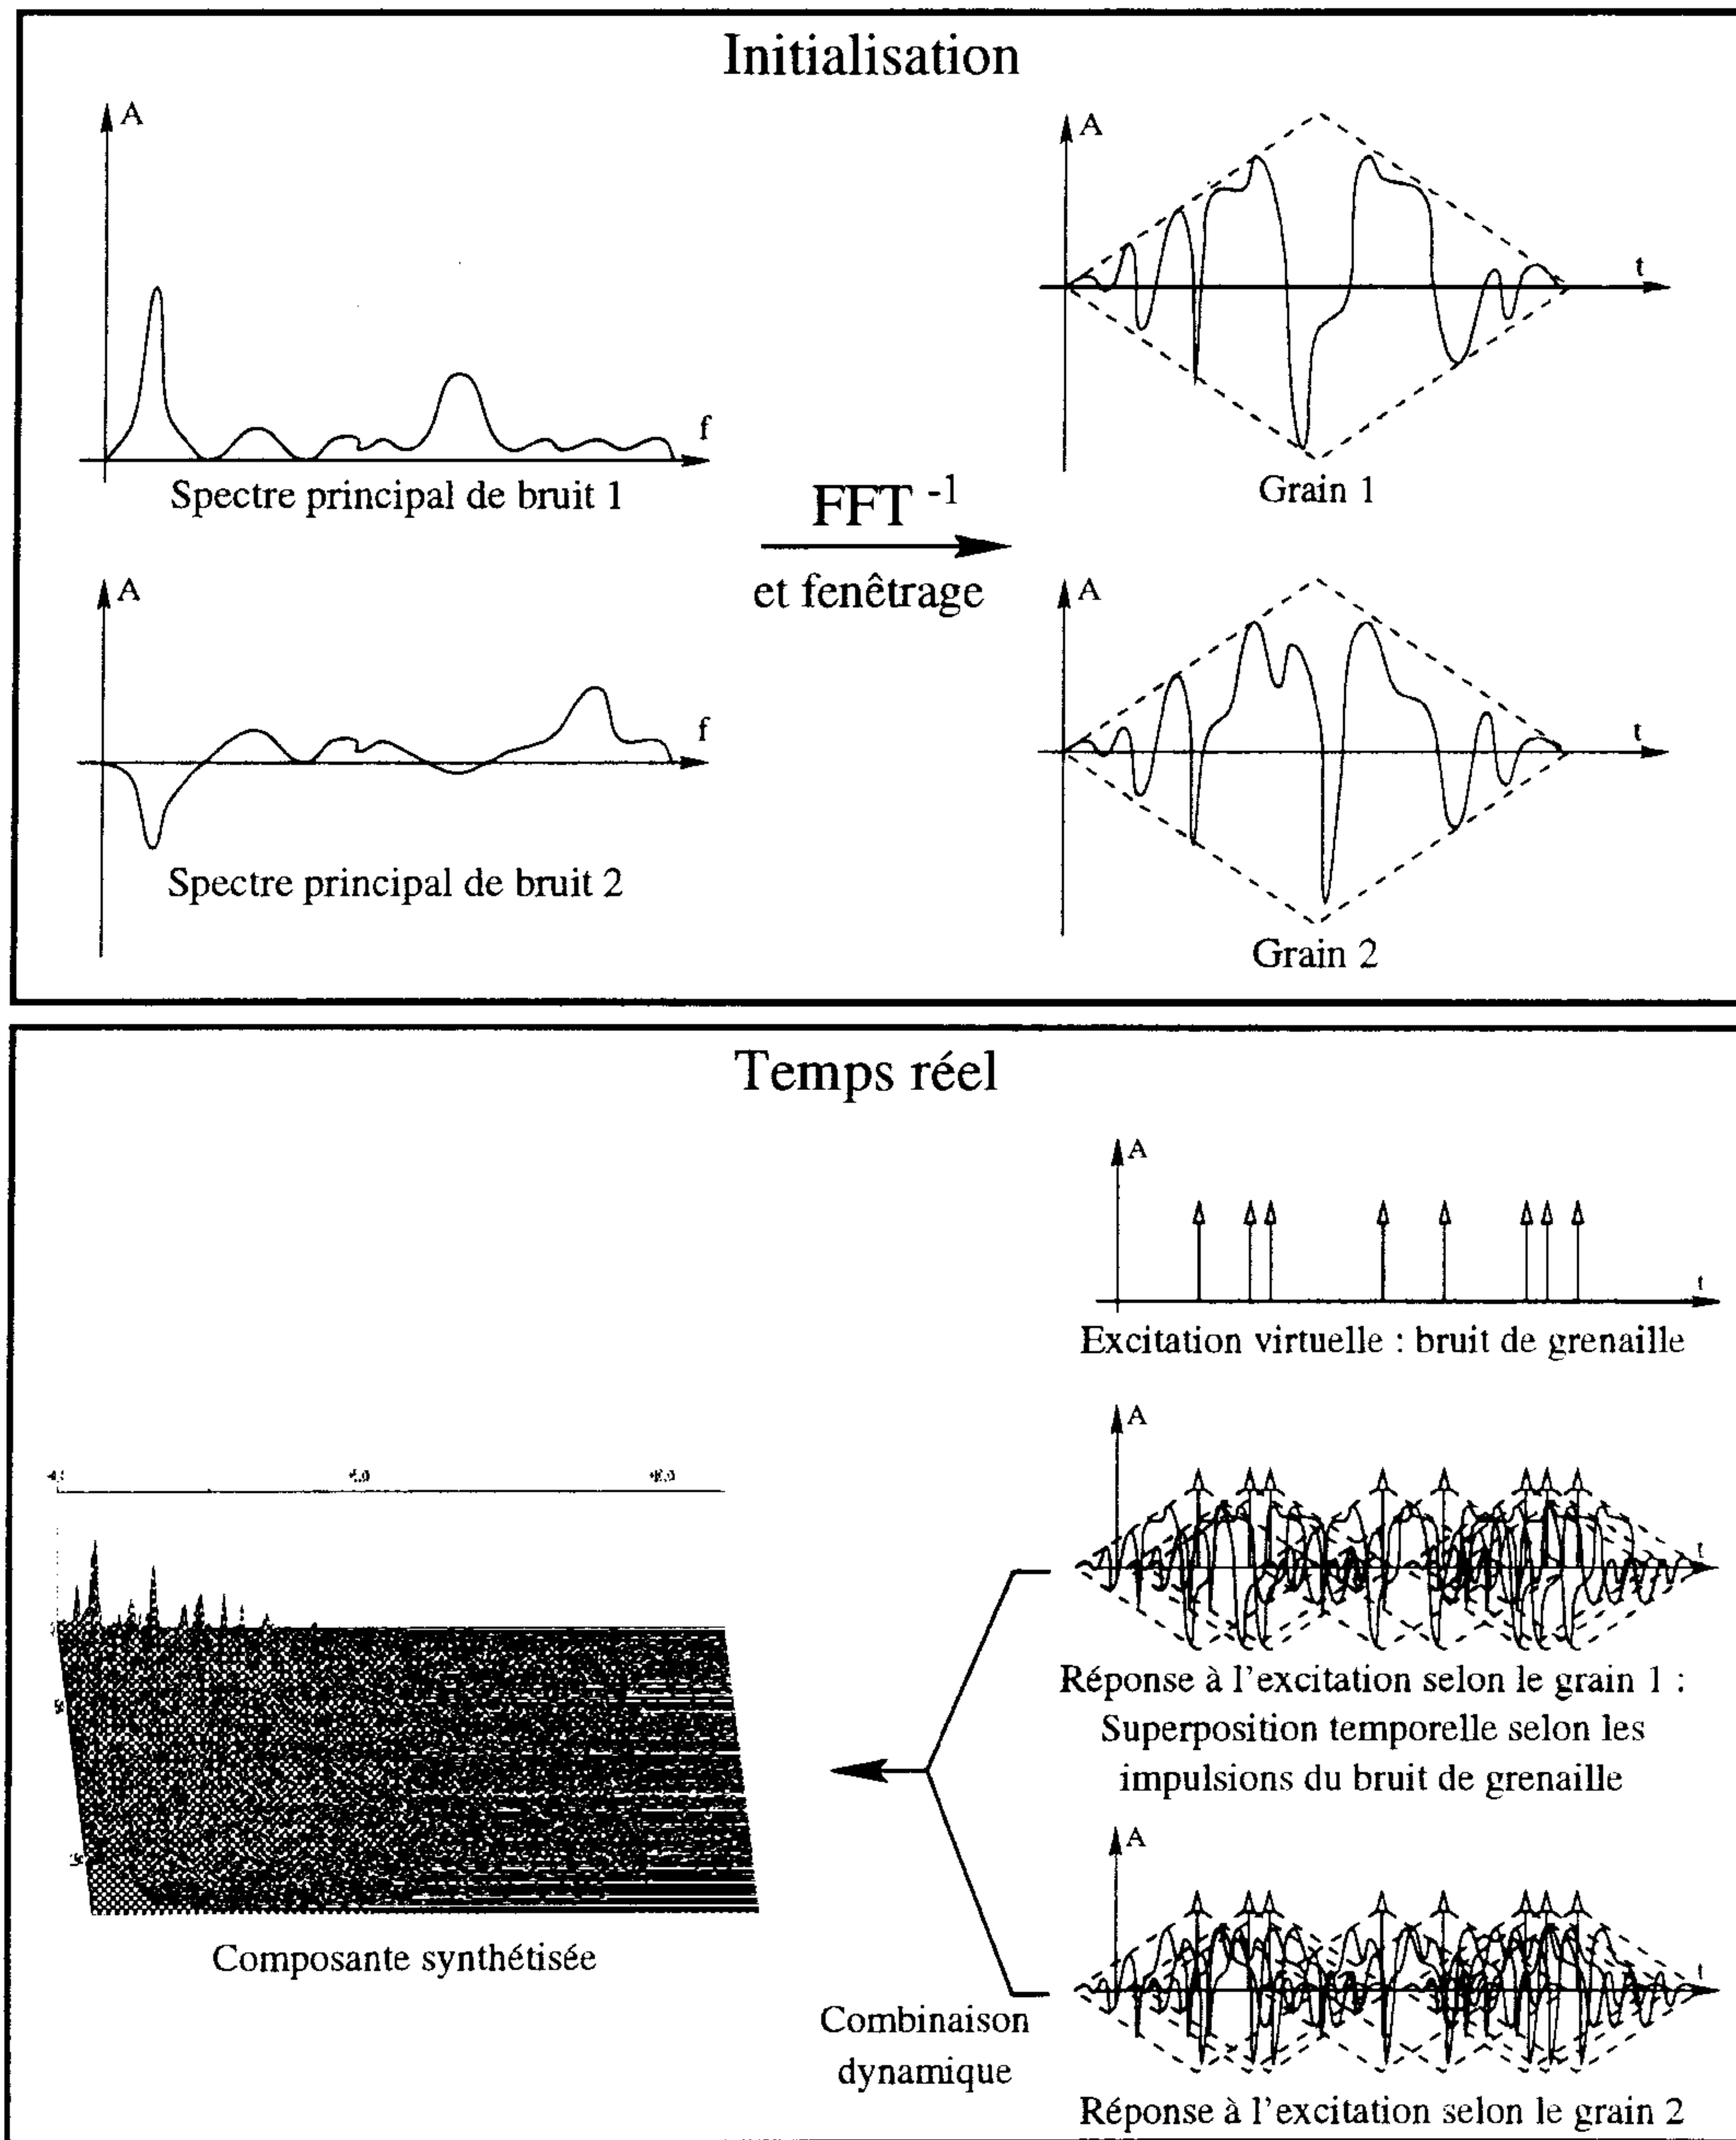 Initialisation
A
f
Spectre principal de bruit 1
A
f
Spectre principal de bruit 2
FFT -1
et fenêtrage
A
t
Grain 1
A
t
Grain 2
Temps réel
A
t
Excitation virtuelle : bruit de grenaille
A
t
Réponse à l'excitation selon le grain 1 :
Superposition temporelle selon les
impulsions du bruit de grenaille
A
t
Réponse à l'excitation selon le grain 2
Combinaison
dynamique
Composante synthétisée